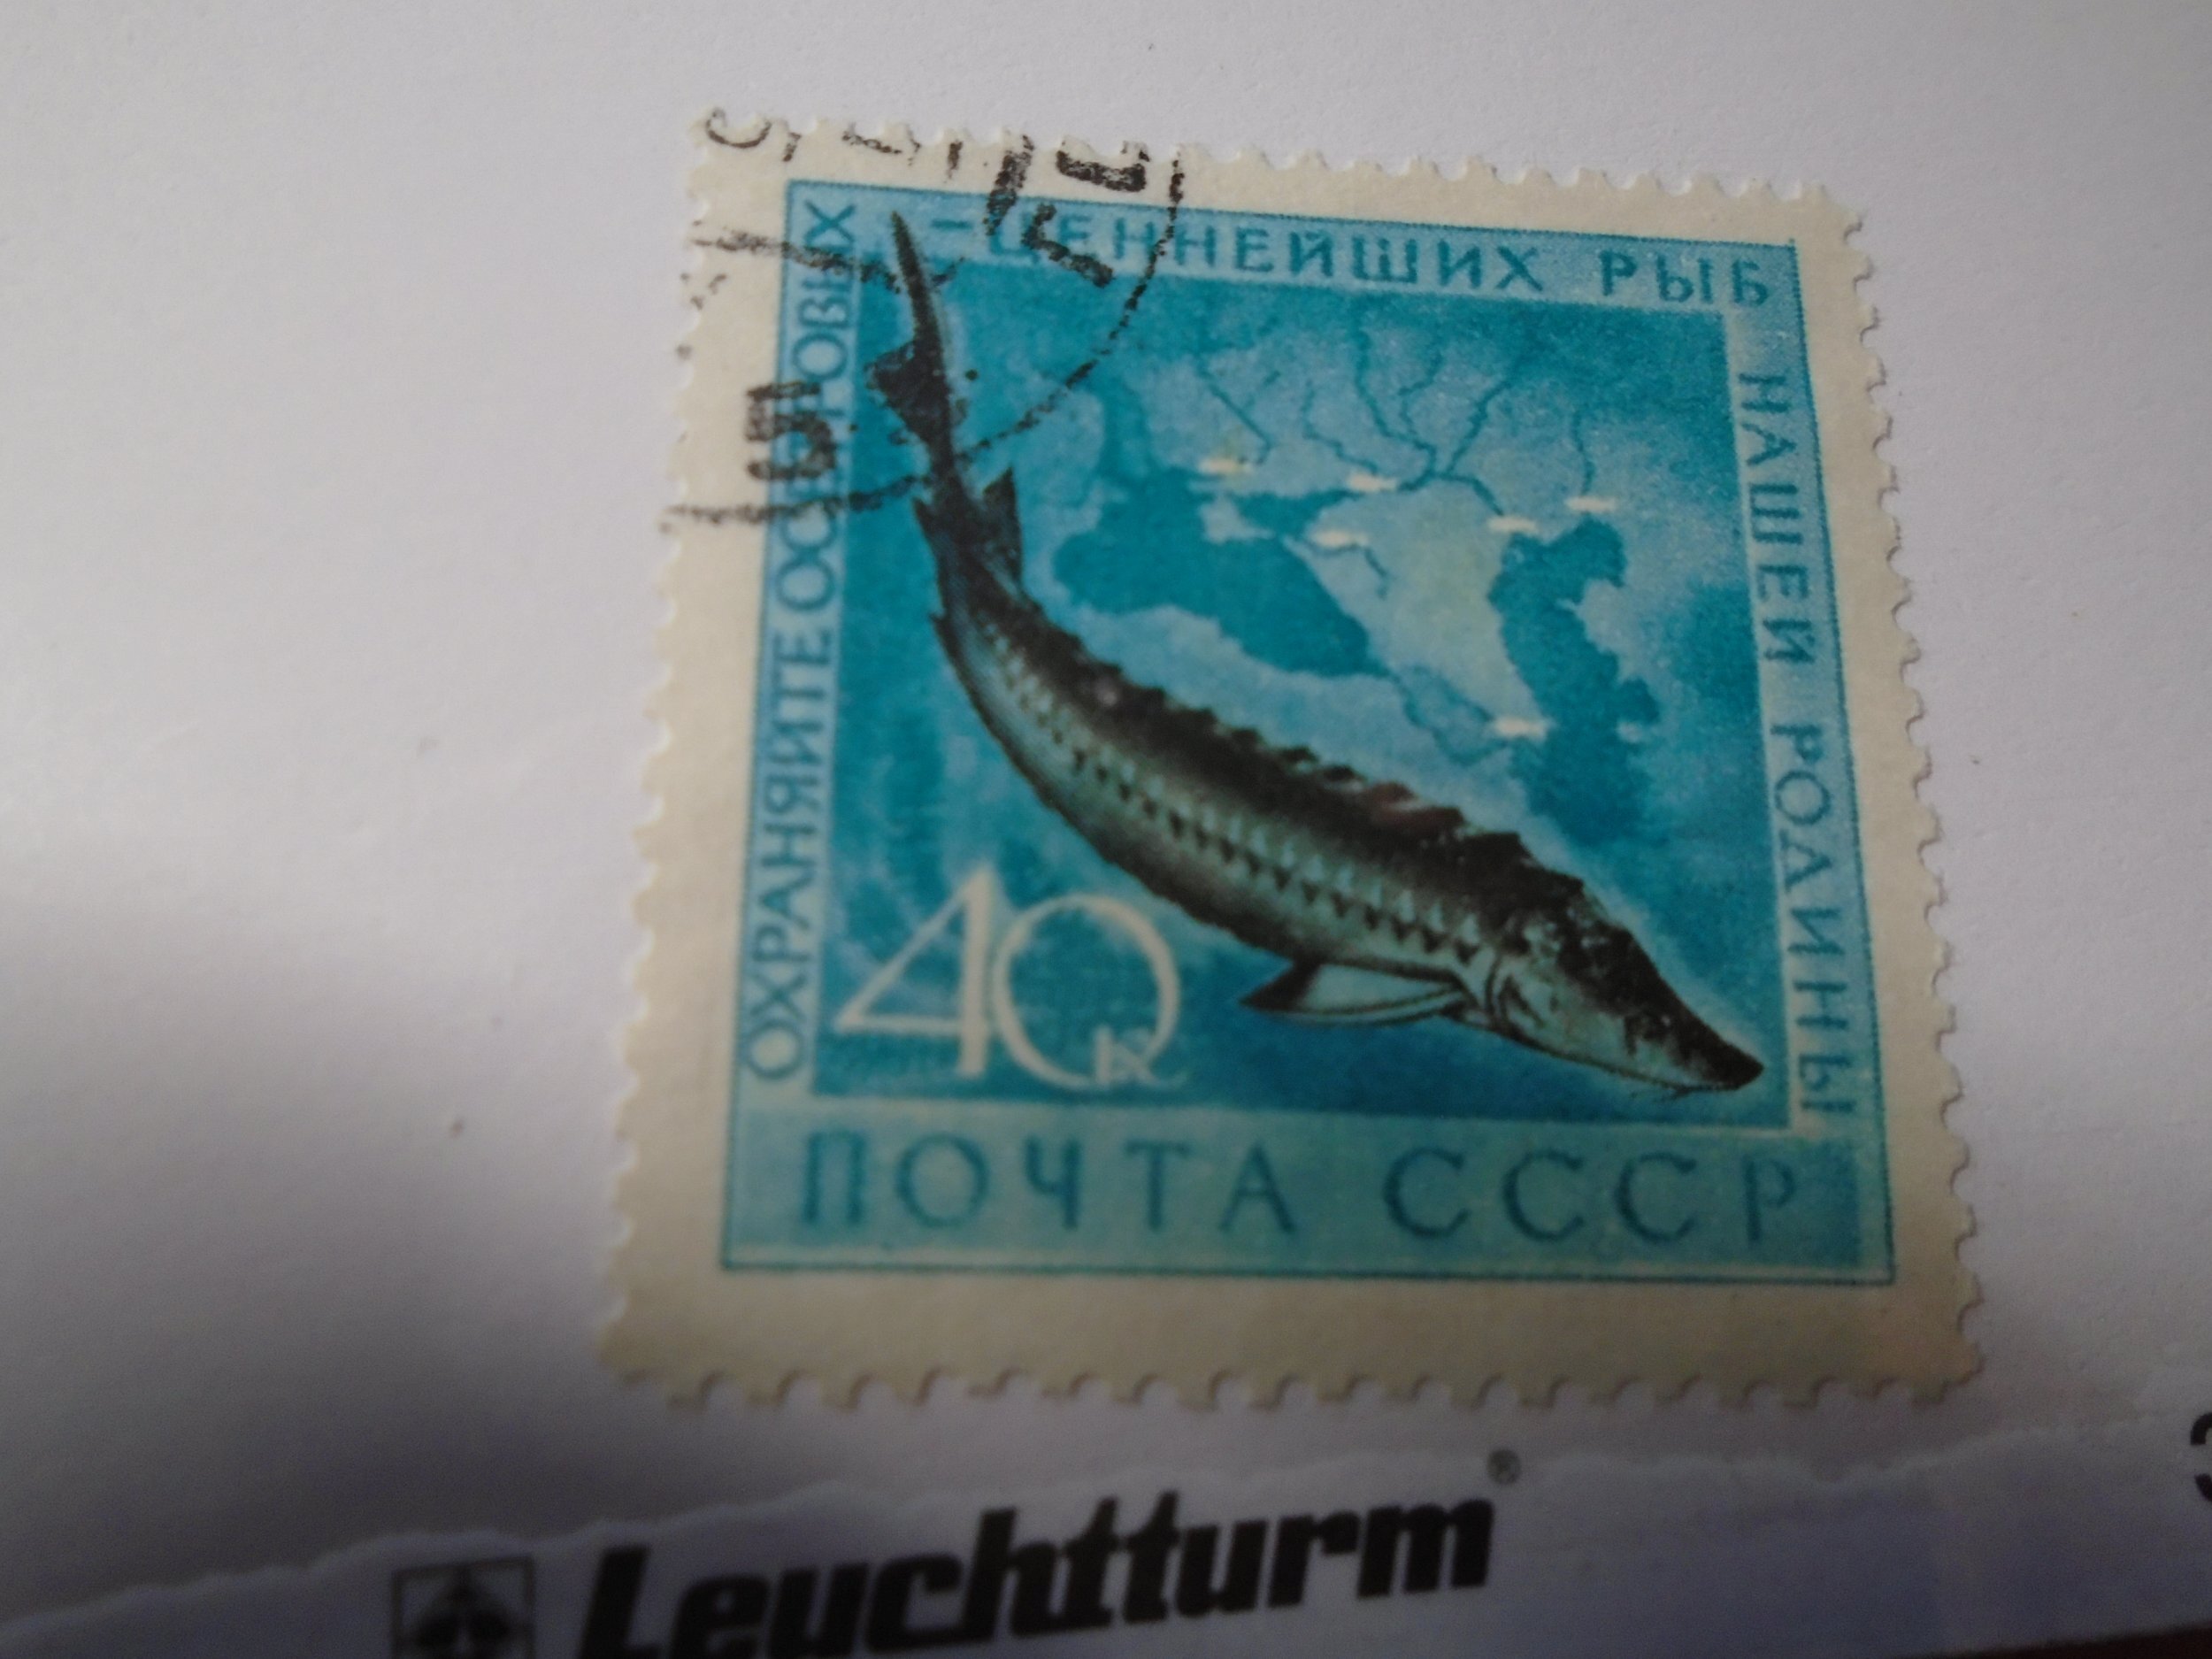 ОХРАНЯЙТЕ ОСЕТРОВЫХ
-ЦЕННЕЙШИХ РЫБ
НАШЕЙ РОДИНЫ
40к
ПОЧТА СССР
Leuchtturm®